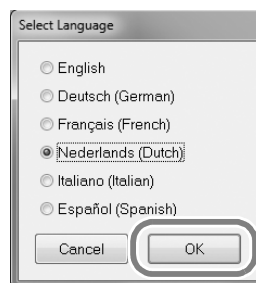 Select Language
English
Deutsch (German)
Français (French)
Nederlands (Dutch)
Italiano (Italian)
Español (Spanish)
Cancel
OK